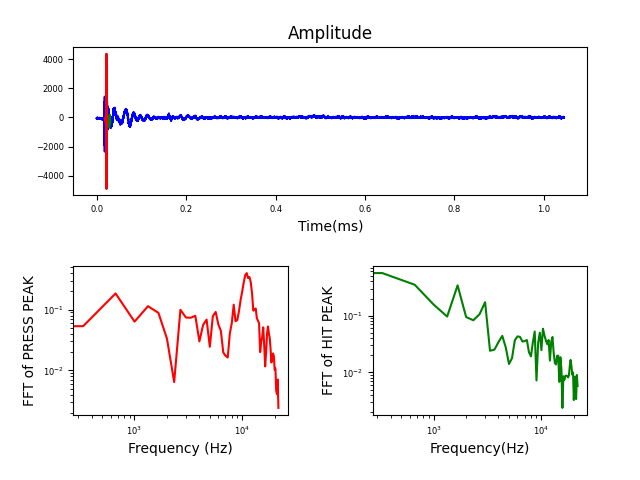 Amplitude
4000
2000
0
−2000
−4000
0.0 0.2 0.4 0.6 0.8 1.0
Time(ms)
FFT of PRESS PEAK
10⁻¹
10⁻²
10³ 10⁴
Frequency (Hz)
FFT of HIT PEAK
10⁻¹
10⁻²
10³ 10⁴
Frequency(Hz)